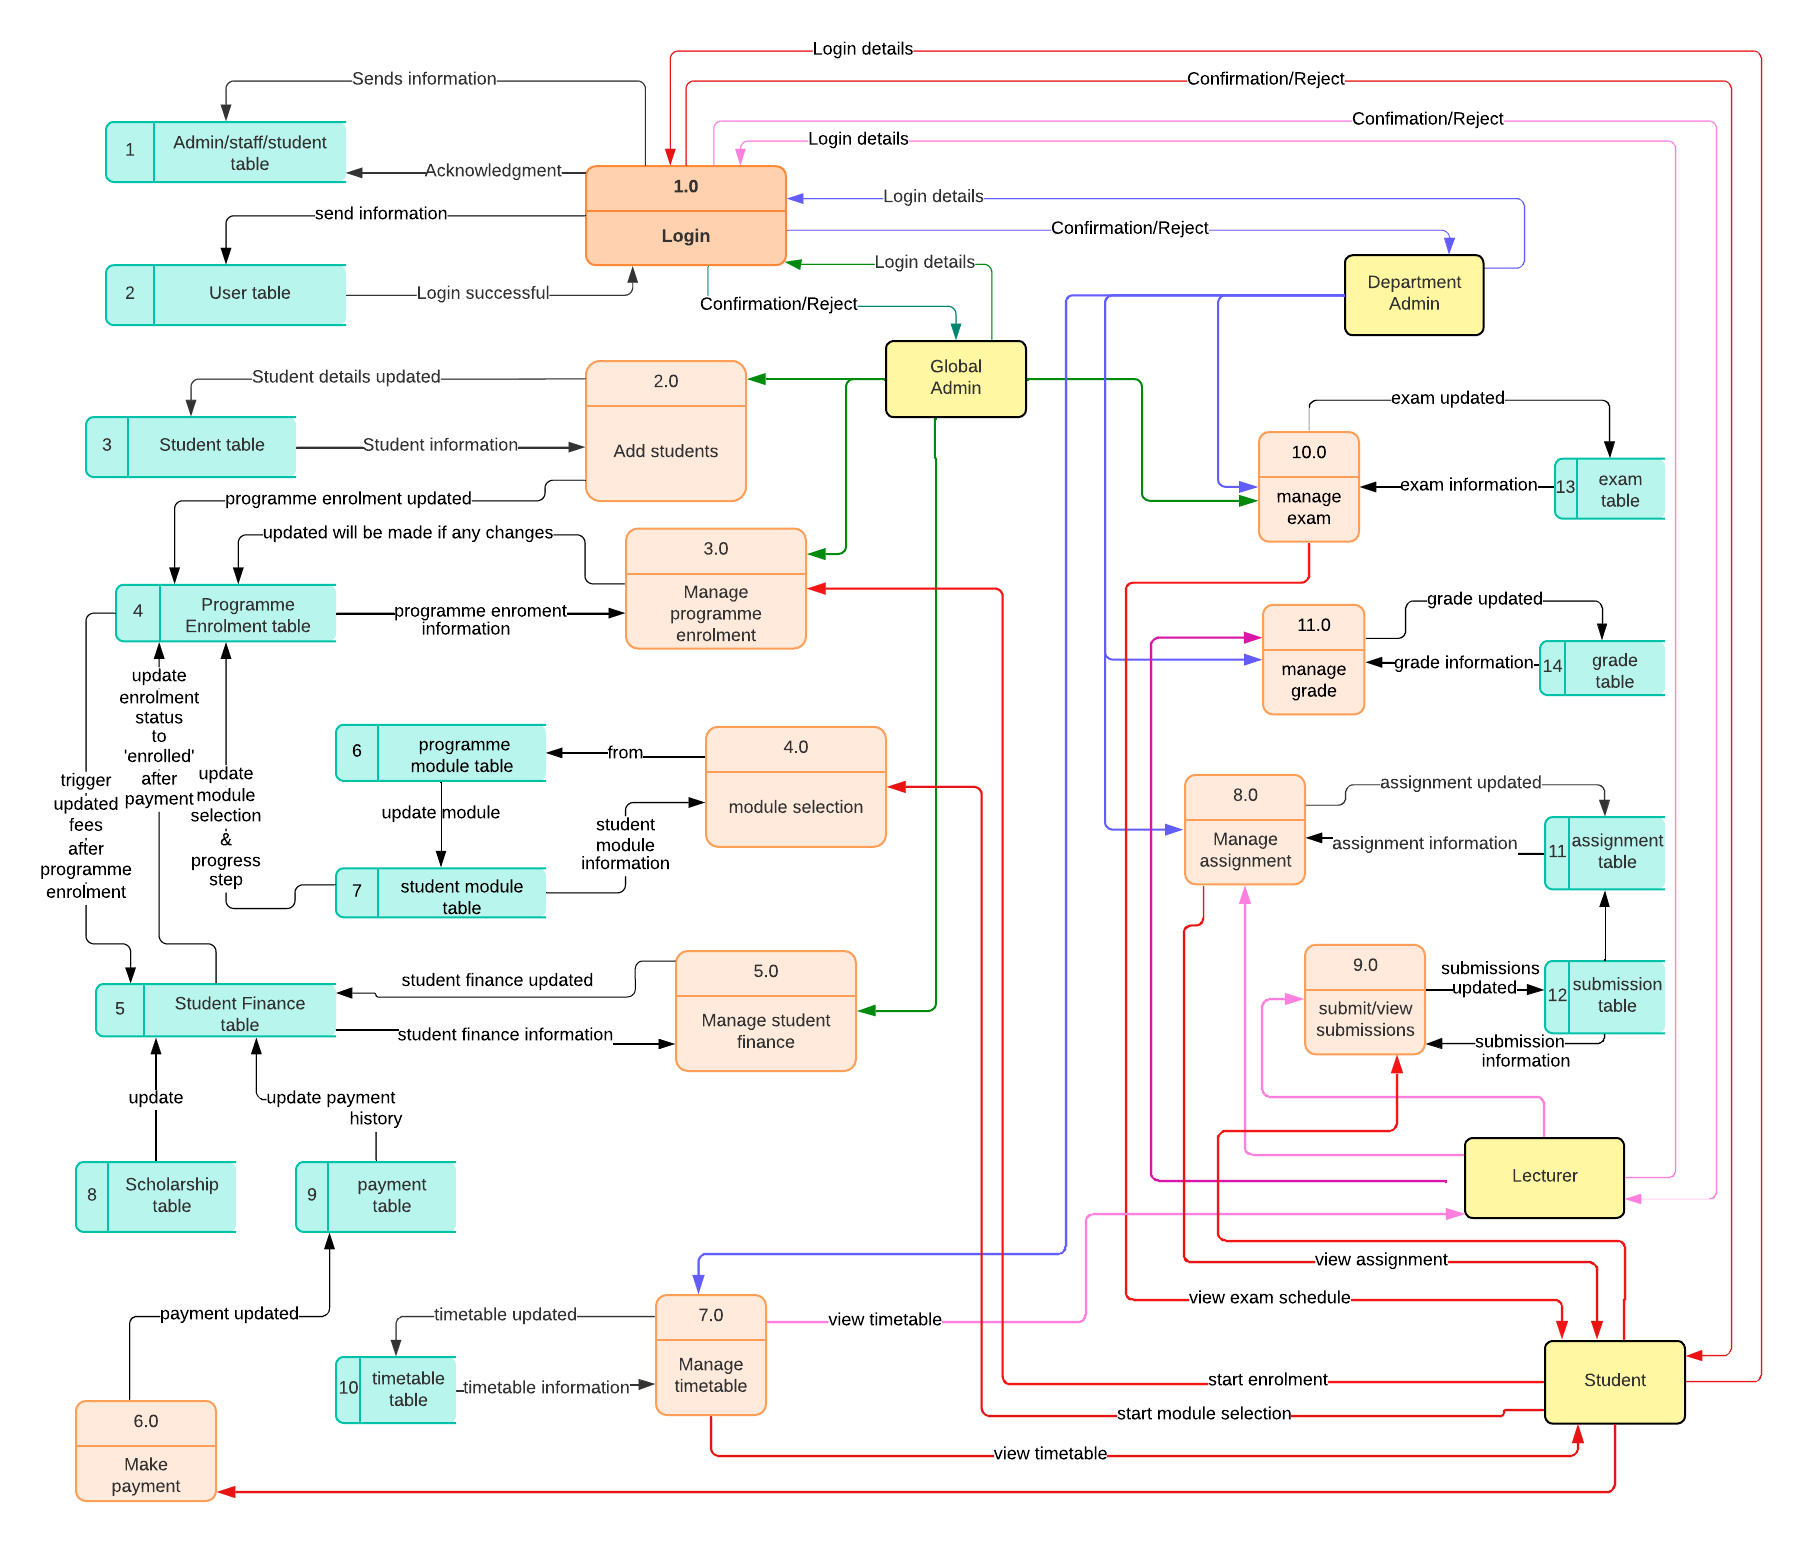 Login details
Sends information
Confirmation/Reject
Confimation/Reject
Login details
1
Admin/staff/student
table
Acknowledgment
1.0
Login
Login details
send information
Confirmation/Reject
2
User table
Login successful
Login details
Confirmation/Reject
Department
Admin
Global
Admin
Student details updated
2.0
Add students
3
Student table
Student information
programme enrolment updated
exam updated
10.0
manage
exam
exam information
13
exam
table
updated will be made if any changes
3.0
Manage
programme
enrolment
4
Programme
Enrolment table
programme enroment
information
grade updated
11.0
manage
grade
grade information
14
grade
table
update
enrolment
status
to
'enrolled'
after
payment
trigger
updated
fees
after
programme
enrolment
update
module
selection
&
progress
step
6
programme
module table
from
4.0
module selection
update module
student
module
information
7
student module
table
8.0
Manage
assignment
assignment updated
assignment information
11
assignment
table
student finance updated
5.0
Manage student
finance
5
Student Finance
table
student finance information
9.0
submit/view
submissions
submissions
updated
12
submission
table
submission
information
update
update payment
history
8
Scholarship
table
9
payment
table
Lecturer
view assignment
view exam schedule
payment updated
timetable updated
7.0
Manage
timetable
view timetable
10
timetable
table
timetable information
start enrolment
Student
start module selection
6.0
Make
payment
view timetable